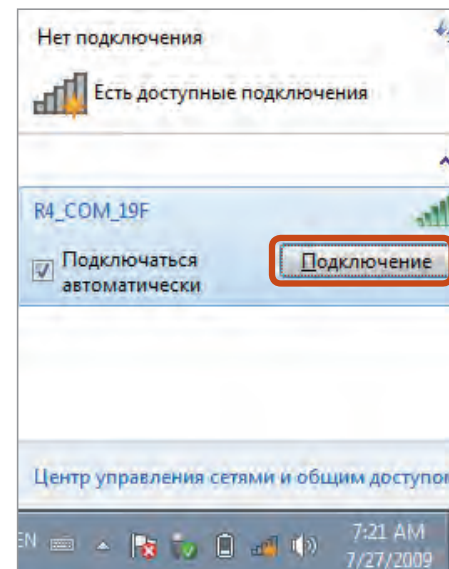 Нет подключения
Есть доступные подключения
R4_COM_19F
Подключаться
автоматически
Подключение
Центр управления сетями и общим
EN
7:21 AM
7/27/2009